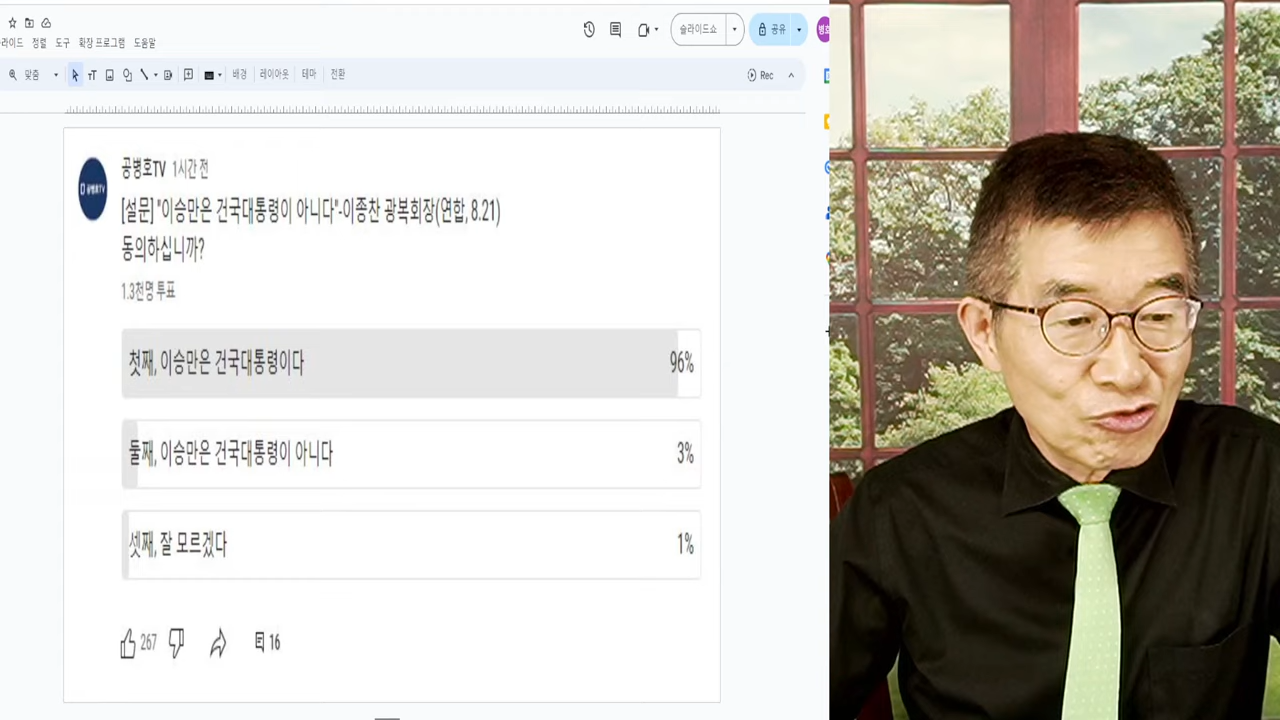 정렬 도구 확장 프로그램 도움말
슬라이드쇼
공유
맞춤
배경 레이아웃 테마 전환
Rec
공병호TV 1시간 전
[설문] "이승만은 건국대통령이 아니다"-이종찬 광복회장(연합, 8.21)
동의하십니까?
1.3천명 투표
첫째, 이승만은 건국대통령이다 96%
둘째, 이승만은 건국대통령이 아니다 3%
셋째, 잘 모르겠다 1%
267 16